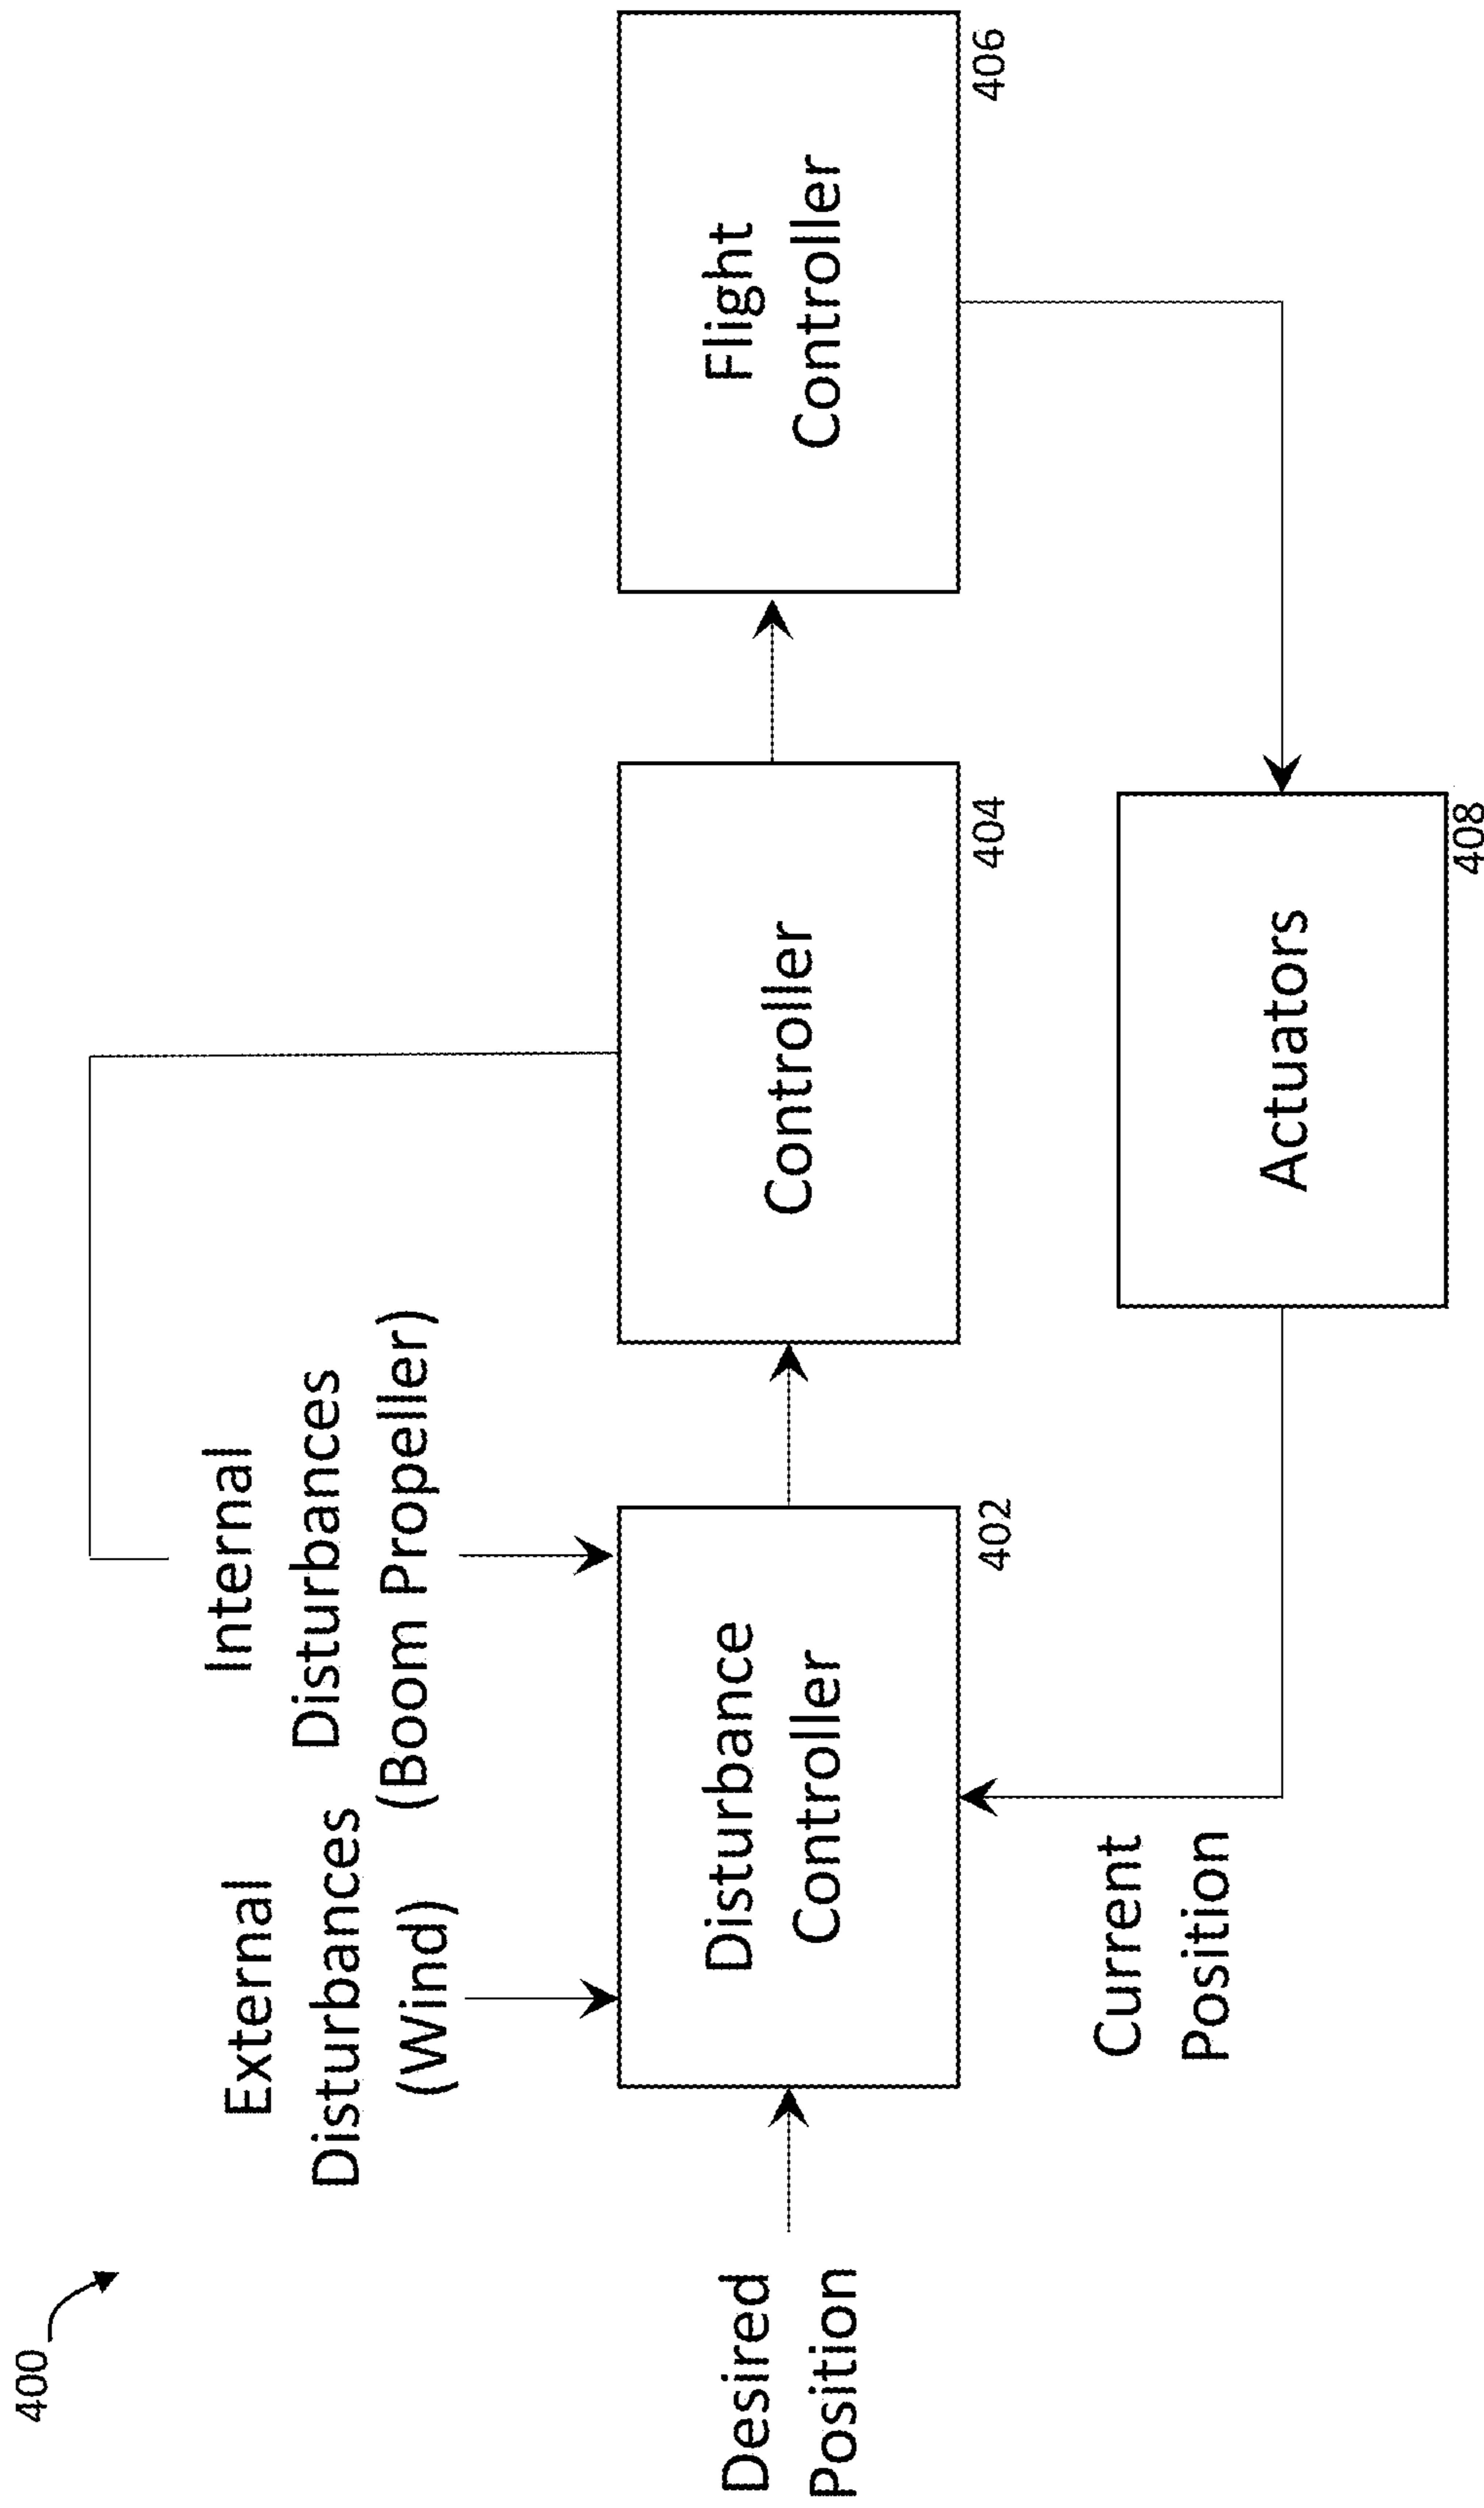 400
External
Disturbances
(Wind)
Internal
Disturbances
(Boom Propeller)
Desired
Position
Disturbance
Controller
402
Controller
404
Flight
Controller
406
Current
Position
Actuators
408